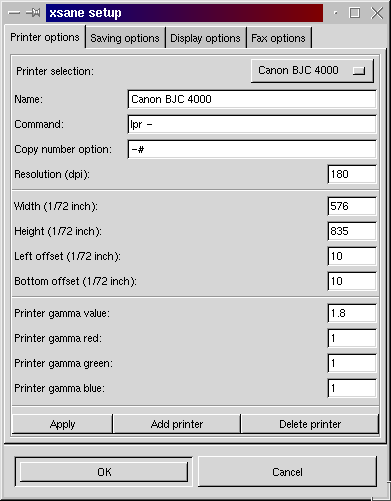 xsane setup
Printer options Saving options Display options Fax options
Printer selection: Canon BJC 4000
Name: Canon BJC 4000
Command: lpr -
Copy number option: -#
Resolution (dpi): 180
Width (1/72 inch): 576
Height (1/72 inch): 835
Left offset (1/72 inch): 10
Bottom offset (1/72 inch): 10
Printer gamma value: 1.8
Printer gamma red: 1
Printer gamma green: 1
Printer gamma blue: 1
Apply Add printer Delete printer
OK Cancel